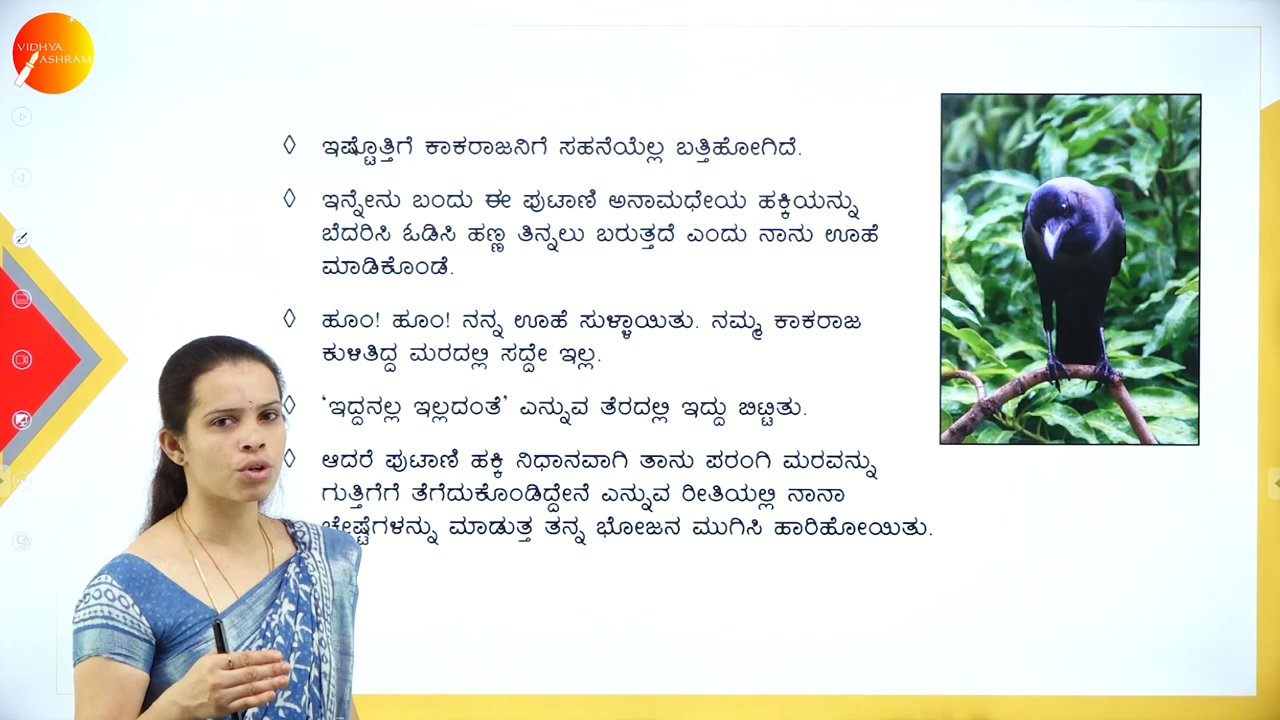 VIDHYA
ASHRAM
◊ ಇಷ್ಟೊತ್ತಿಗೆ ಕಾಕರಾಜನಿಗೆ ಸಹನೆಯೆಲ್ಲ ಬತ್ತಿಹೋಗಿದೆ.
◊ ಇನ್ನೇನು ಬಂದು ಈ ಪುಟಾಣಿ ಅನಾಮಧೇಯ ಹಕ್ಕಿಯನ್ನು
ಬೆದರಿಸಿ ಓಡಿಸಿ ಹಣ್ಣ ತಿನ್ನಲು ಬರುತ್ತದೆ ಎಂದು ನಾನು ಊಹೆ
ಮಾಡಿಕೊಂಡೆ.
◊ ಹೂಂ! ಹೂಂ! ನನ್ನ ಊಹೆ ಸುಳ್ಳಾಯಿತು. ನಮ್ಮ ಕಾಕರಾಜ
ಕುಳಿತಿದ್ದ ಮರದಲ್ಲಿ ಸದ್ದೇ ಇಲ್ಲ.
◊ ‘ಇದ್ದನಲ್ಲ ಇಲ್ಲದಂತೆ’ ಎನ್ನುವ ತೆರದಲ್ಲಿ ಇದ್ದು ಬಿಟ್ಟಿತು.
◊ ಆದರೆ ಪುಟಾಣಿ ಹಕ್ಕಿ ನಿಧಾನವಾಗಿ ತಾನು ಪರಂಗಿ ಮರವನ್ನು
ಗುತ್ತಿಗೆಗೆ ತೆಗೆದುಕೊಂಡಿದ್ದೇನೆ ಎನ್ನುವ ರೀತಿಯಲ್ಲಿ ನಾನಾ
ಚೇಷ್ಟೆಗಳನ್ನು ಮಾಡುತ್ತ ತನ್ನ ಭೋಜನ ಮುಗಿಸಿ ಹಾರಿಹೋಯಿತು.